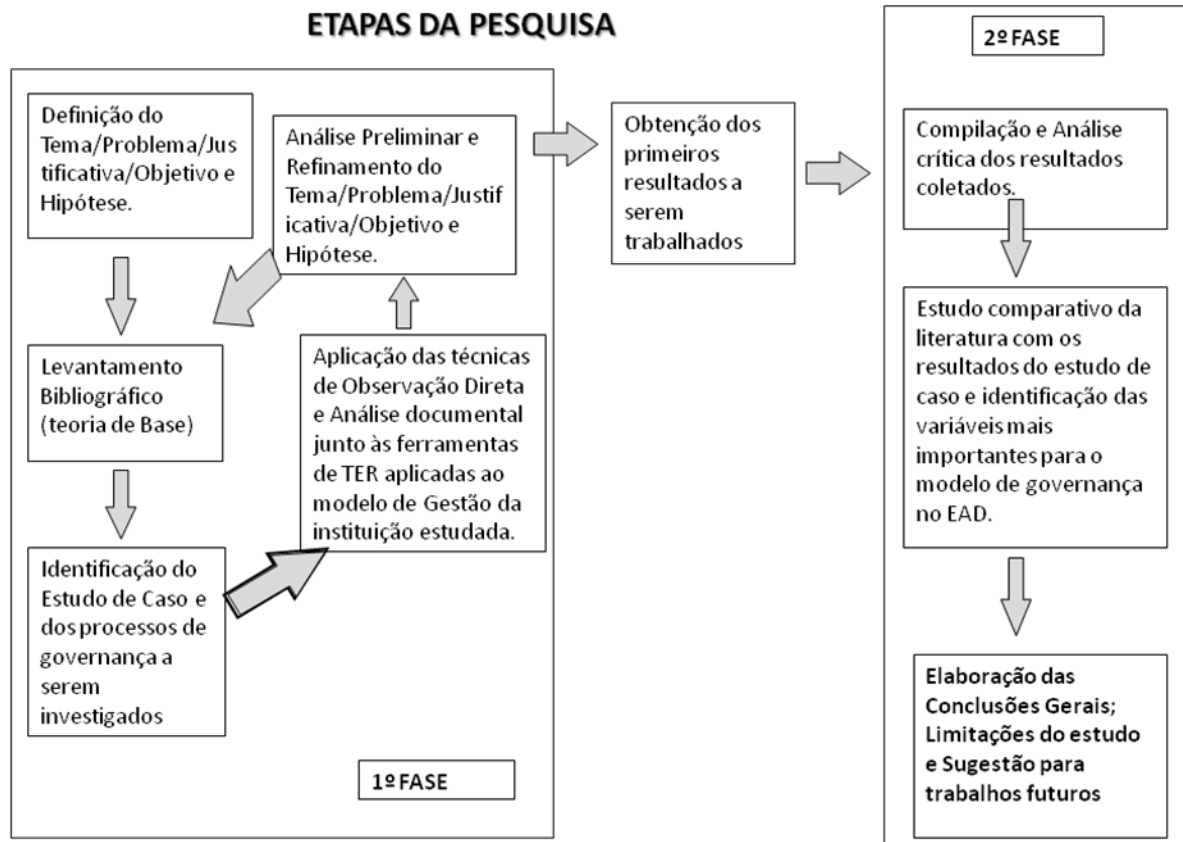 ETAPAS DA PESQUISA
Definição do
Tema/Problema/Jus
tificativa/Objetivo e
Hipótese.
Levantamento
Bibliográfico
(teoria de Base)
Identificação do
Estudo de Caso e
dos processos de
governança a
serem
investigados
Aplicação das técnicas
de Observação Direta
e Análise documental
junto às ferramentas
de TER aplicadas ao
modelo de Gestão da
instituição estudada.
Análise Preliminar e
Refinamento do
Tema/Problema/Justif
icativa/Objetivo e
Hipótese.
1º FASE
Obtenção dos
primeiros
resultados a
serem
trabalhados
2º FASE
Compilação e Análise
crítica dos resultados
coletados.
Estudo comparativo da
literatura com os
resultados do estudo de
caso e identificação das
variáveis mais
importantes para o
modelo de governança
no EAD.
Elaboração das
Conclusões Gerais;
Limitações do estudo
e Sugestão para
trabalhos futuros